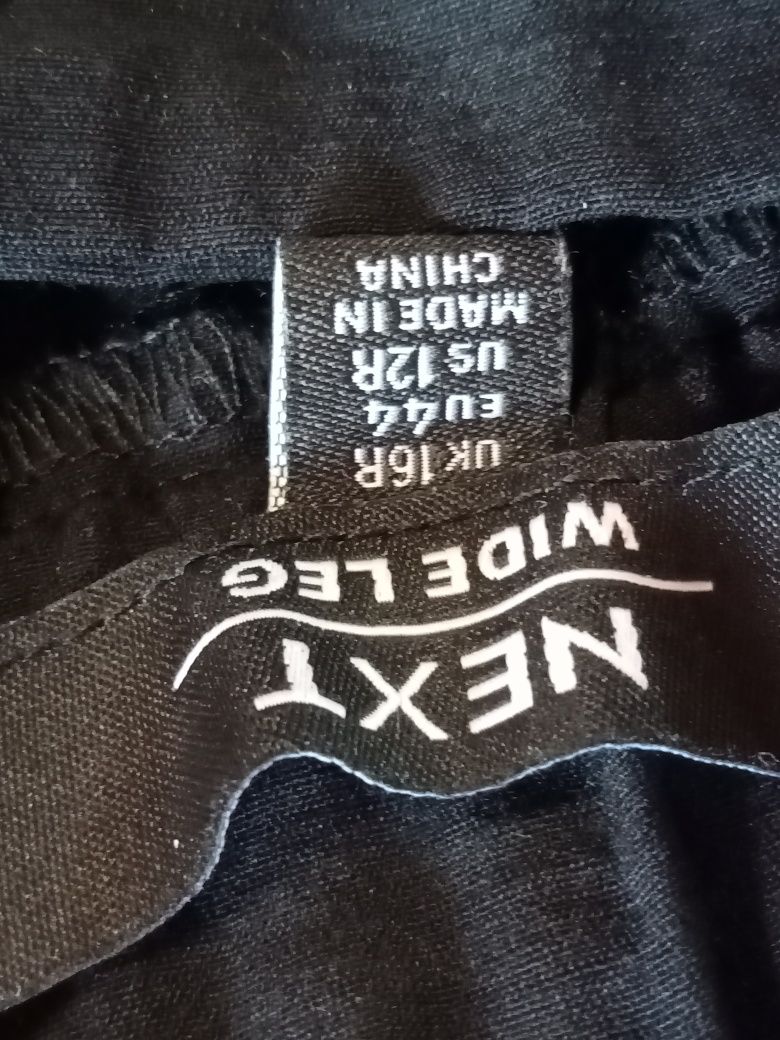 NEXT
WIDE LEG
UK 16R
EU 44
US 12R
MADE IN
CHINA